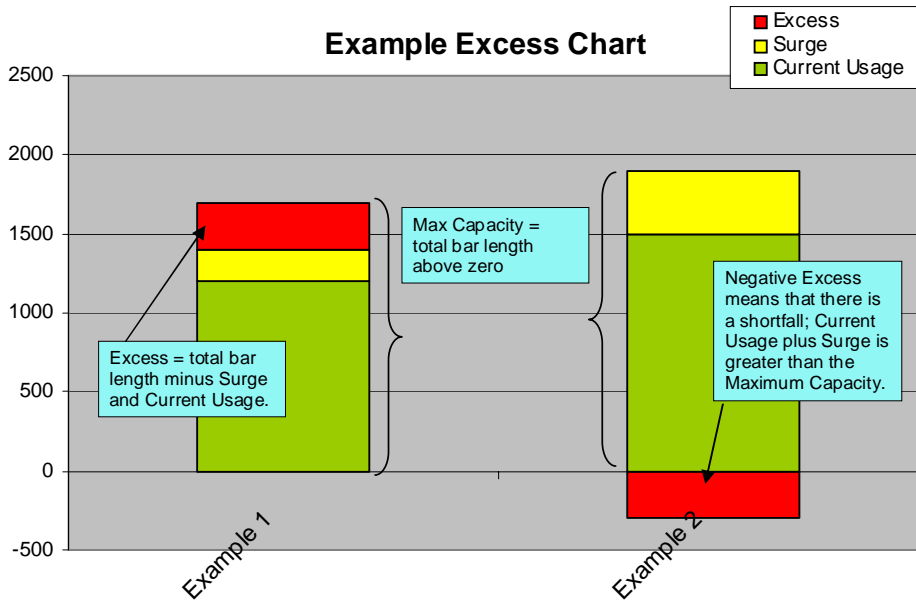 Example Excess Chart
Excess
Surge
Current Usage
2500
2000
1500
1000
500
0
-500
Max Capacity =
total bar length
above zero
Excess = total bar
length minus Surge
and Current Usage.
Negative Excess
means that there is
a shortfall; Current
Usage plus Surge is
greater than the
Maximum Capacity.
Example 1
Example 2